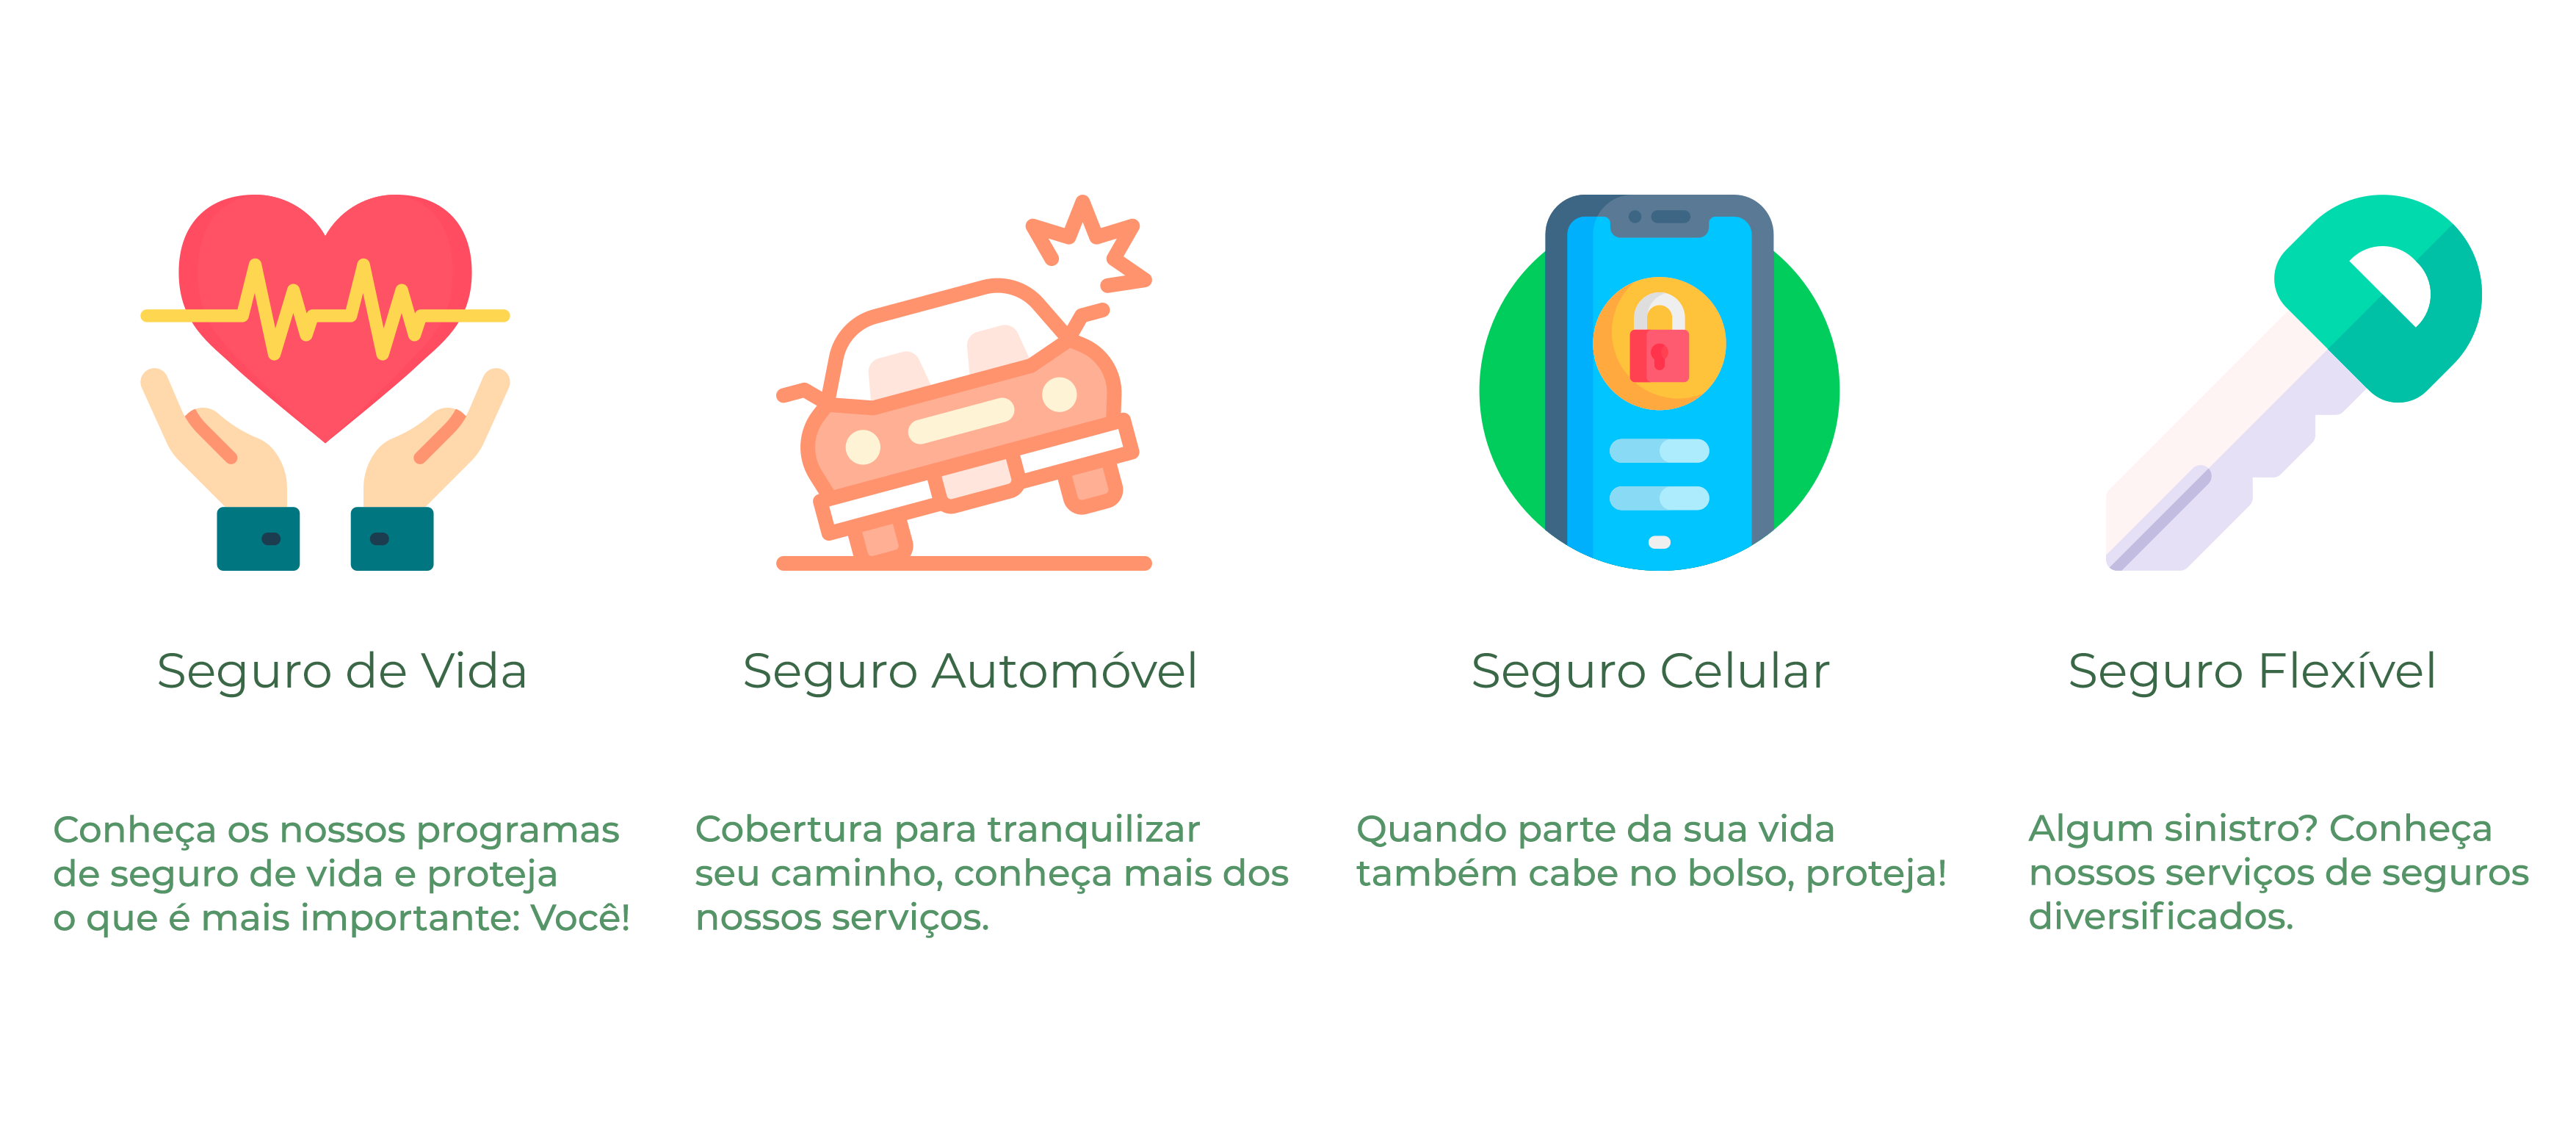 Seguro de Vida
Conheça os nossos programas
de seguro de vida e proteja
o que é mais importante: Você!
Seguro Automóvel
Cobertura para tranquilizar
seu caminho, conheça mais dos
nossos serviços.
Seguro Celular
Quando parte da sua vida
também cabe no bolso, proteja!
Seguro Flexível
Algum sinistro? Conheça
nossos serviços de seguros
diversificados.